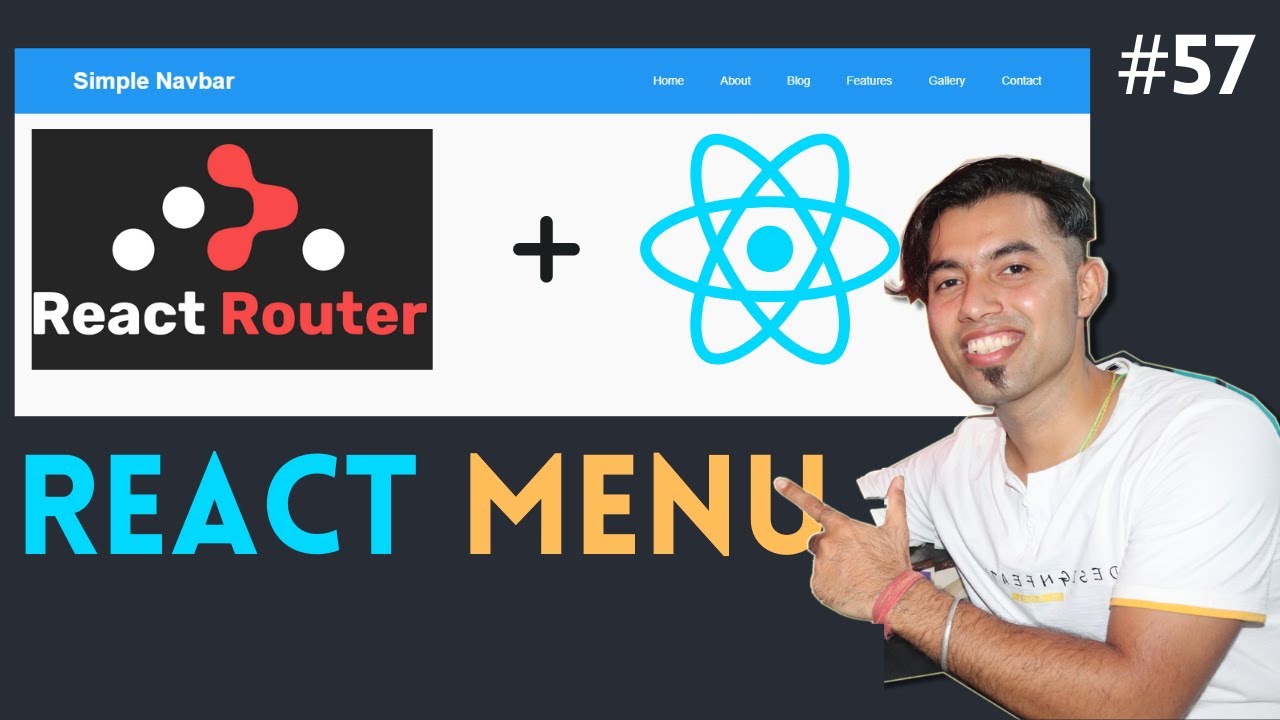 #57
Simple Navbar Home About Blog Features Gallery Contact
React Router
+
REACT MENU